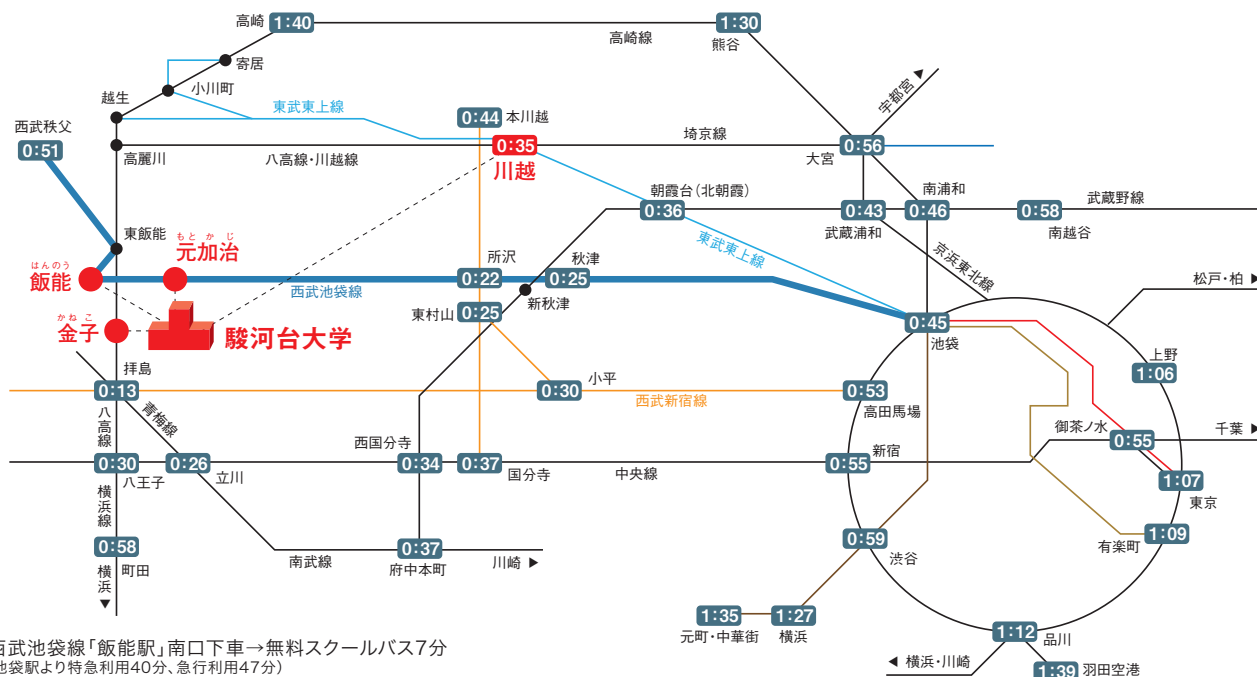 高崎 1:40
高崎線
1:30
熊谷
寄居
小川町
宇都宮▲
越生
東武東上線
0:44 本川越
西武秩父
0:51
高麗川
八高線・川越線
0:35
川越
埼京線
大宮
0:56
朝霞台(北朝霞)
0:36
南浦和
0:43
0:46
0:58
武蔵野線
武蔵浦和
南越谷
東飯能
もとかじ
元加治
はんのう
飯能
所沢
0:22
秋津
0:25
東武東上線
京浜東北線
松戸・柏▶
西武池袋線
新秋津
かねこ
金子
駿河台大学
東村山
0:25
0:45
池袋
上野
1:06
拝島
0:13
青梅線
八高線
0:30
小平
西武新宿線
0:53
高田馬場
御茶ノ水
0:55
千葉▶
0:30
八王子
0:26
立川
西国分寺
0:34
0:37
国分寺
中央線
0:55
新宿
1:07
東京
横浜線
0:58
町田
横浜
▼
南武線
0:37
府中本町
川崎▶
0:59
渋谷
有楽町
1:09
1:35
元町・中華街
1:27
横浜
1:12
品川
◀横浜・川崎
1:39
羽田空港
西武池袋線「飯能駅」南口下車→無料スクールバス7分
池袋駅より特急利用40分、急行利用47分)